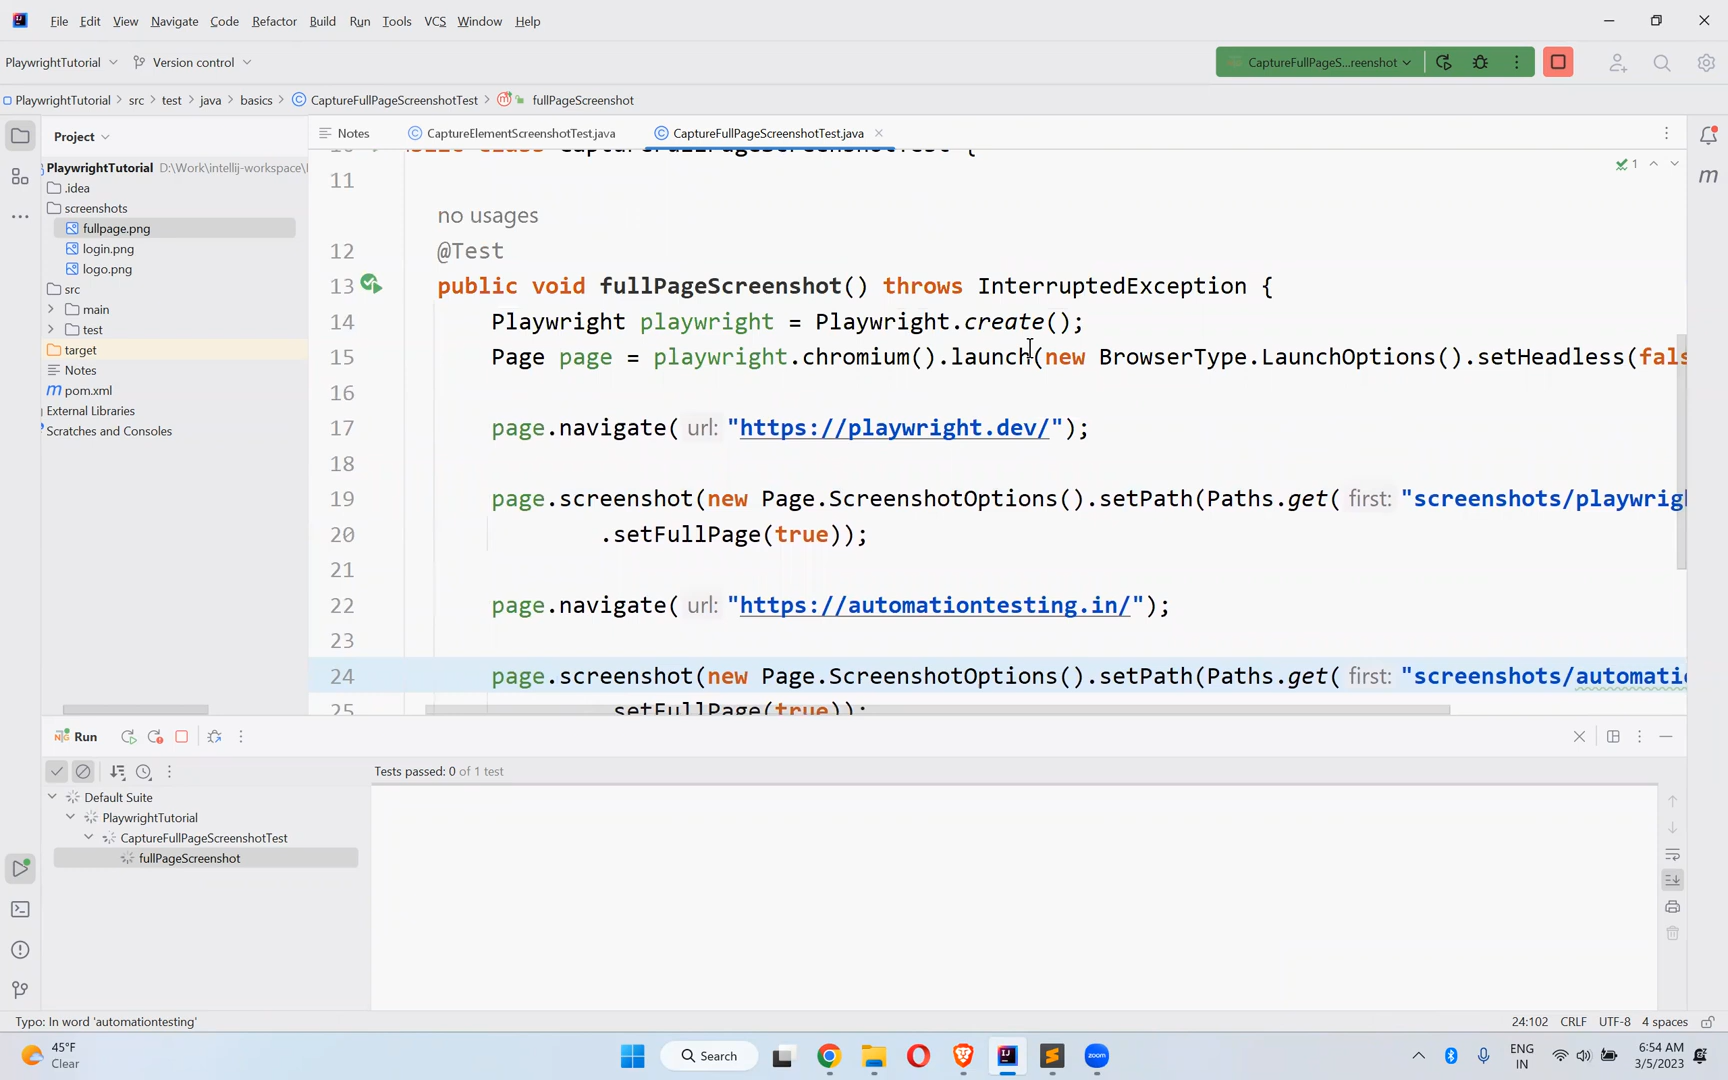 File Edit View Navigate Code Refactor Build Run Tools VCS Window Help
PlaywrightTutorial Version control CaptureFullPageS...reenshot
PlaywrightTutorial src test java basics CaptureFullPageScreenshotTest fullPageScreenshot
Project Notes CaptureElementScreenshotTest.java CaptureFullPageScreenshotTest.java
PlaywrightTutorial D:\Work\intellij-workspace\
.idea
screenshots
fullpage.png
login.png
logo.png
src
main
test
target
Notes
pom.xml
External Libraries
Scratches and Consoles
1
11
no usages
12 @Test
13 public void fullPageScreenshot() throws InterruptedException {
14 Playwright playwright = Playwright.create();
15 Page page = playwright.chromium().launch(new BrowserType.LaunchOptions().setHeadless(fals
16
17 page.navigate( url: "https://playwright.dev/");
18
19 page.screenshot(new Page.ScreenshotOptions().setPath(Paths.get( first: "screenshots/playwrigh
20 .setFullPage(true));
21
22 page.navigate( url: "https://automationtesting.in/");
23
24 page.screenshot(new Page.ScreenshotOptions().setPath(Paths.get( first: "screenshots/automatio
25 setFullPage(true));
Run
Tests passed: 0 of 1 test
Default Suite
PlaywrightTutorial
CaptureFullPageScreenshotTest
fullPageScreenshot
Typo: In word 'automationtesting' 24:102 CRLF UTF-8 4 spaces
45°F
Clear
Search
zoom
ENG
IN
6:54 AM
3/5/2023